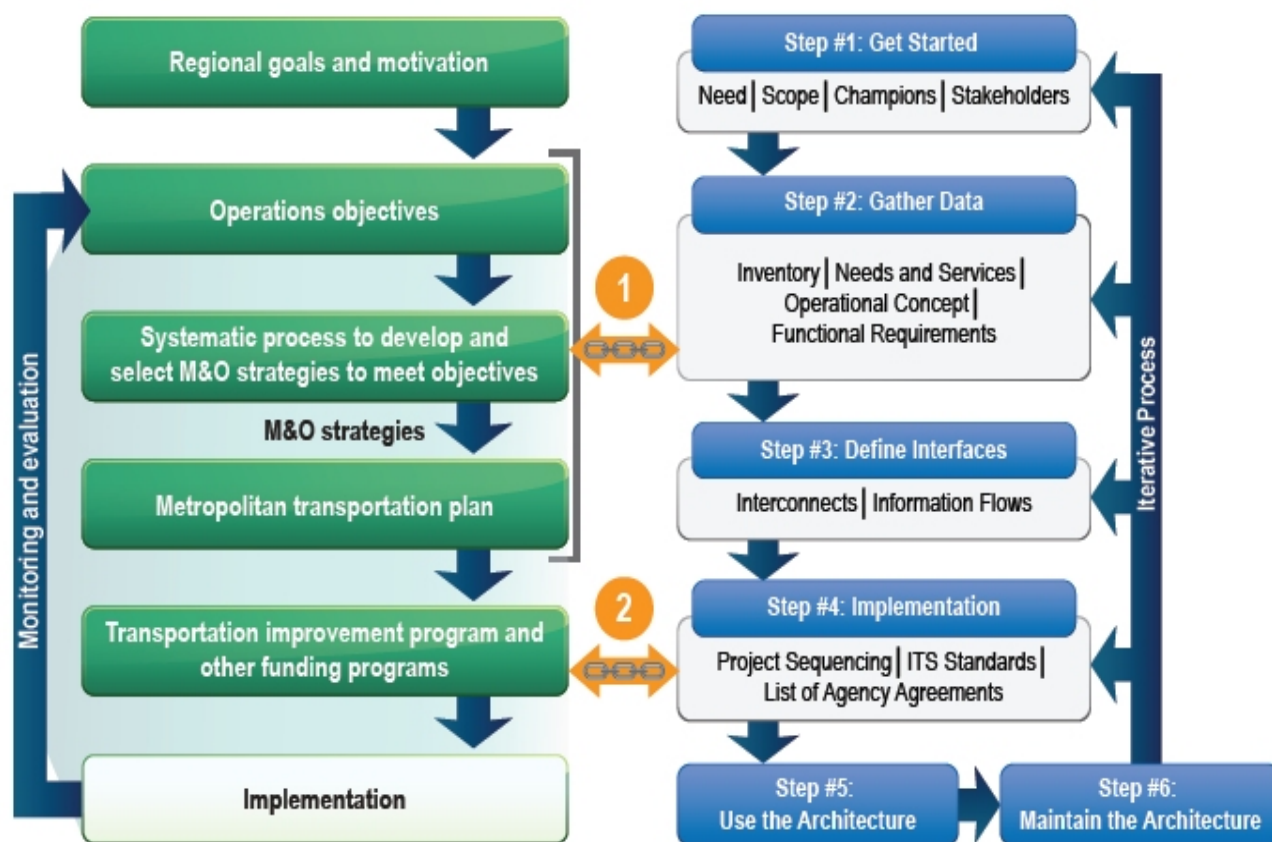 Regional goals and motivation
Operations objectives
Systematic process to develop and
select M&O strategies to meet objectives
M&O strategies
Metropolitan transportation plan
Transportation improvement program and
other funding programs
Implementation
Monitoring and evaluation
1
2
Step #1: Get Started
Need | Scope | Champions | Stakeholders
Step #2: Gather Data
Inventory | Needs and Services |
Operational Concept |
Functional Requirements
Step #3: Define Interfaces
Interconnects | Information Flows
Step #4: Implementation
Project Sequencing | ITS Standards |
List of Agency Agreements
Step #5:
Use the Architecture
Step #6:
Maintain the Architecture
Iterative Process